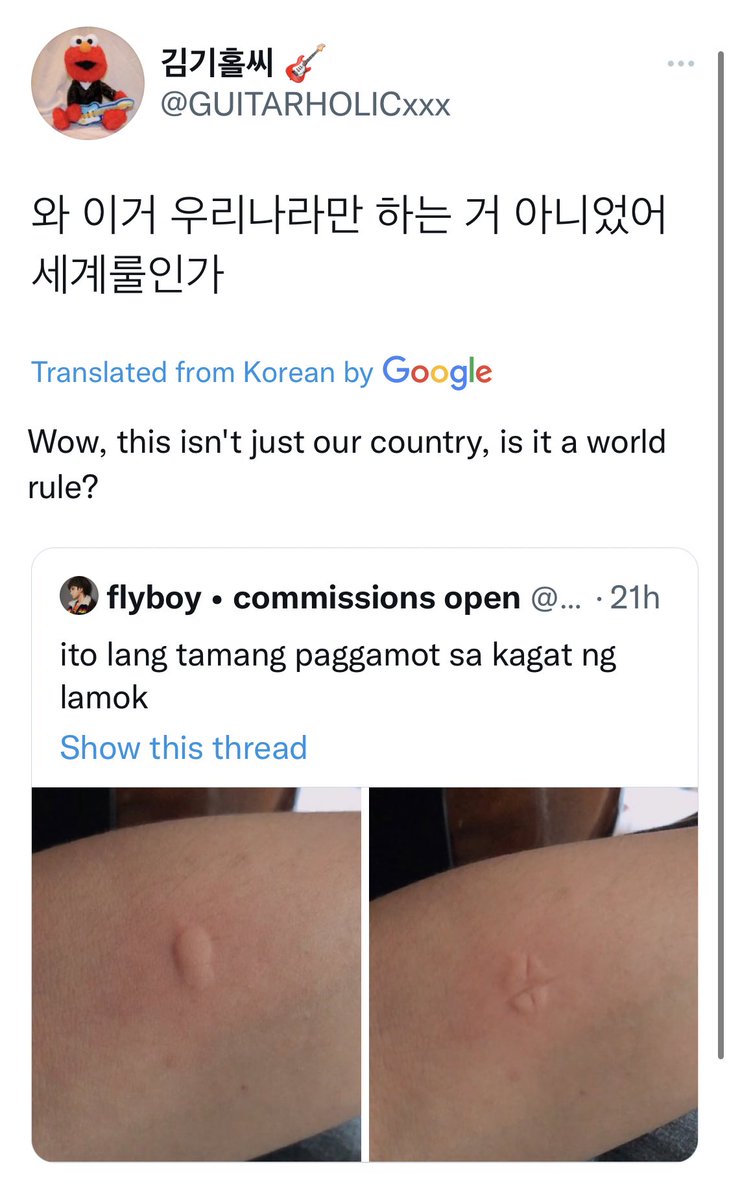 김기홀씨 🎸
@GUITARHOLICxxx
와 이거 우리나라만 하는 거 아니었어
세계룰인가
Translated from Korean by Google
Wow, this isn't just our country, is it a world
rule?
flyboy • commissions open @... · 21h
ito lang tamang paggamot sa kagat ng
lamok
Show this thread